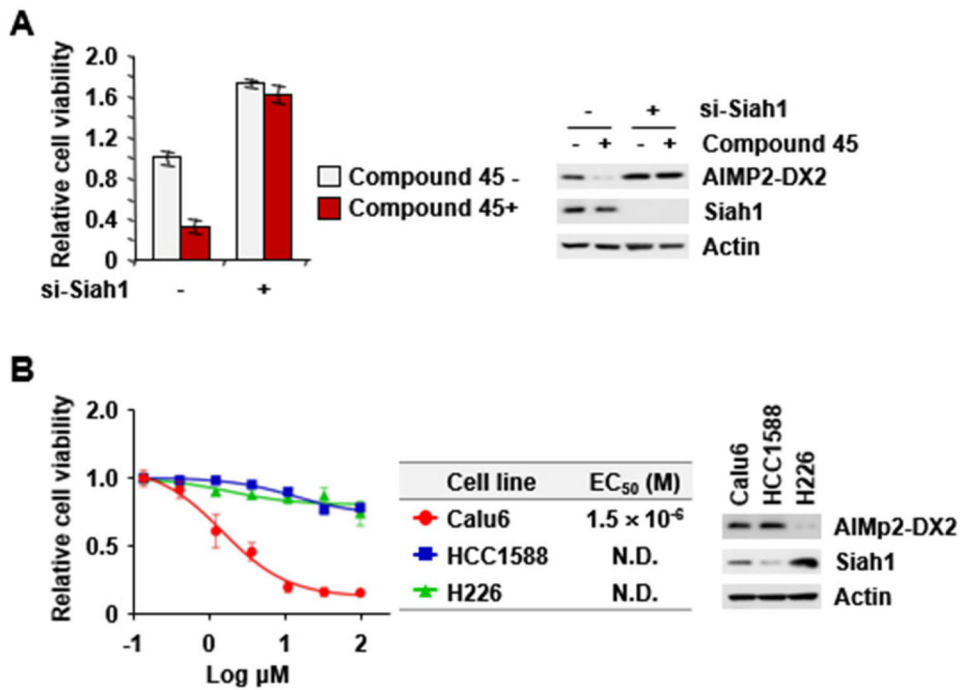 A
Relative cell viability
2.0
1.6
1.2
0.8
0.4
0
si-Siah1 - +
Compound 45 -
Compound 45+
- + si-Siah1
- + - + Compound 45
AIMP2-DX2
Siah1
Actin
B
Relative cell viability
2.0
1.0
0.5
0
-1 0 1 2
Log µM
Cell line EC50 (M)
Calu6 1.5 × 10-6
HCC1588 N.D.
H226 N.D.
Calu6
HCC1588
H226
AIMp2-DX2
Siah1
Actin